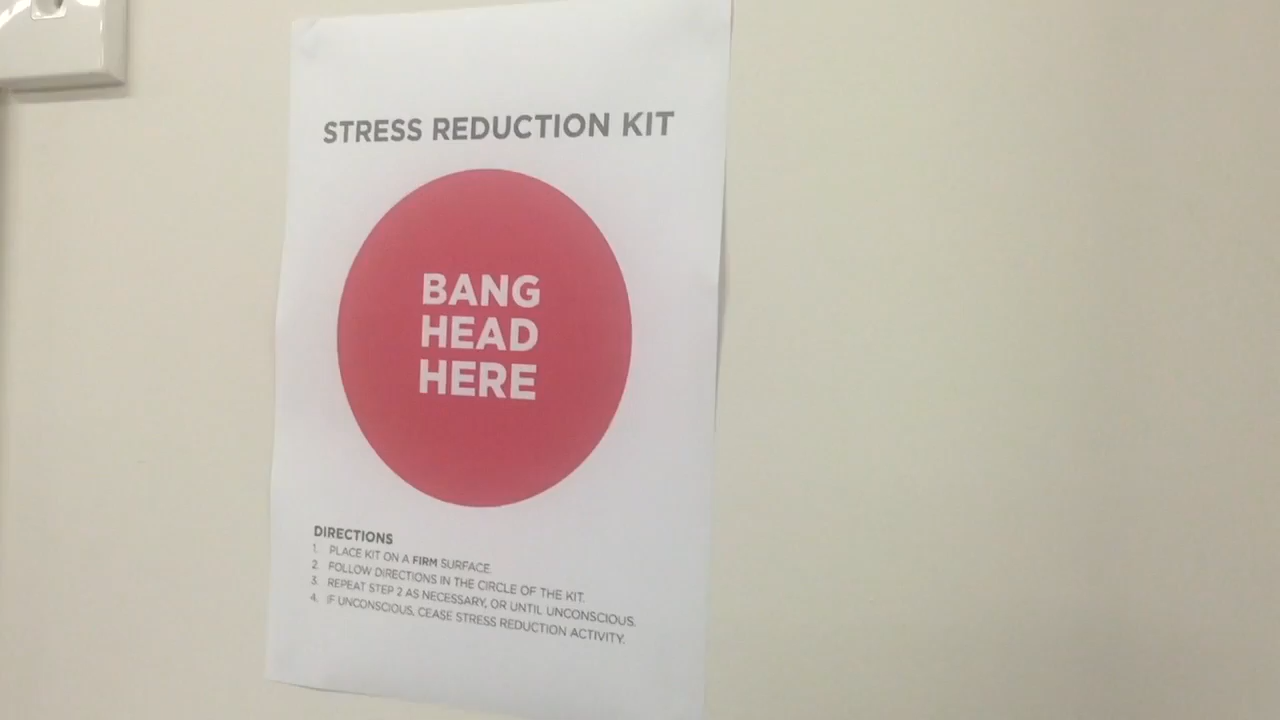 STRESS REDUCTION KIT
BANG
HEAD
HERE
DIRECTIONS
1. PLACE KIT ON A FIRM SURFACE.
2. FOLLOW DIRECTIONS IN THE CIRCLE OF THE KIT.
3. REPEAT STEP 2 AS NECESSARY, OR UNTIL UNCONSCIOUS.
4. IF UNCONSCIOUS, CEASE STRESS REDUCTION ACTIVITY.